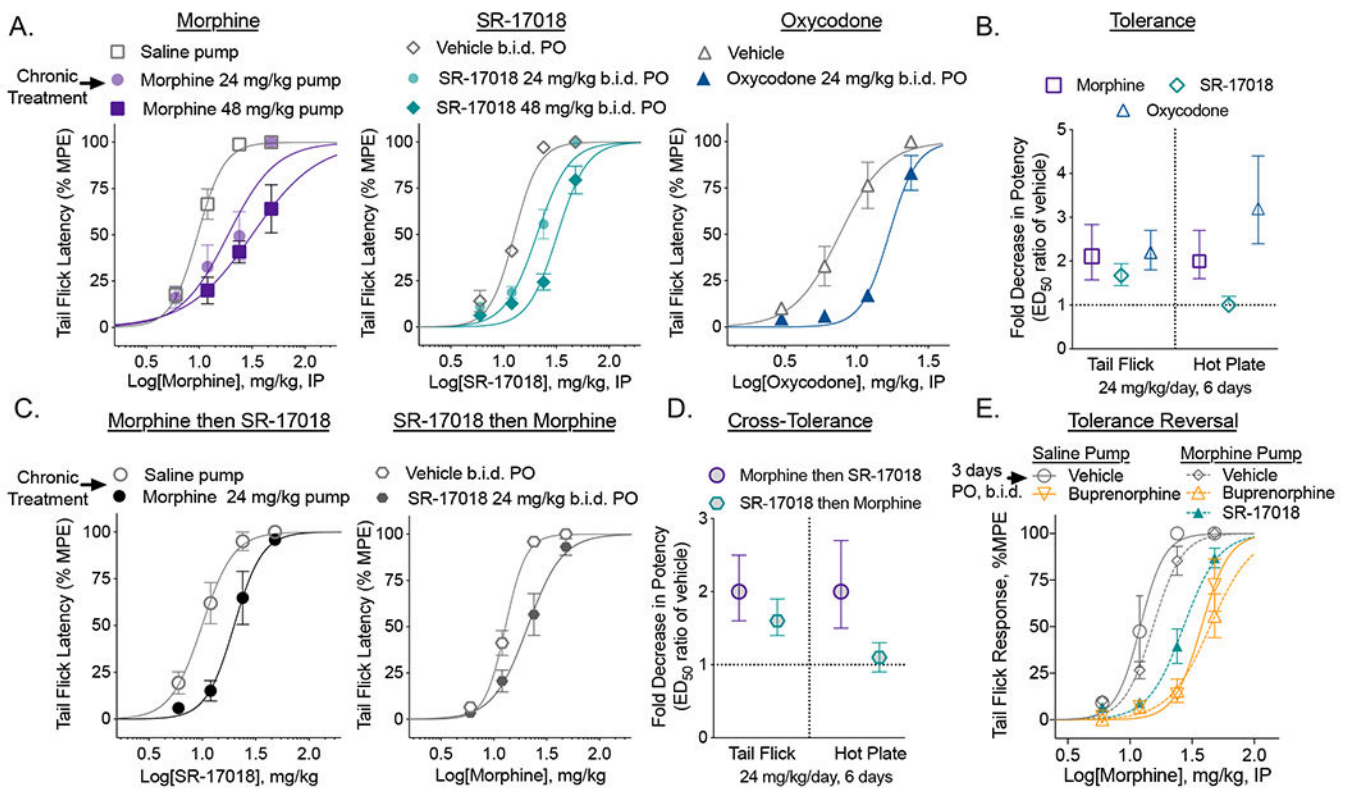 A.
Morphine
Saline pump
Chronic
Treatment
Morphine 24 mg/kg pump
Morphine 48 mg/kg pump
Tail Flick Latency (% MPE)
100
75
50
25
0
0.5 1.0 1.5 2.0
Log[Morphine], mg/kg, IP
SR-17018
Vehicle b.i.d. PO
SR-17018 24 mg/kg b.i.d. PO
SR-17018 48 mg/kg b.i.d. PO
Tail Flick Latency (% MPE)
100
75
50
25
0
0.5 1.0 1.5 2.0
Log[SR-17018], mg/kg, IP
Oxycodone
Vehicle
Oxycodone 24 mg/kg b.i.d. PO
Tail Flick Latency (% MPE)
100
75
50
25
0
0.5 1.0 1.5
Log[Oxycodone], mg/kg, IP
B.
Tolerance
Morphine SR-17018
Oxycodone
Fold Decrease in Potency
(ED50 ratio of vehicle)
5
4
3
2
1
0
Tail Flick Hot Plate
24 mg/kg/day, 6 days
C.
Morphine then SR-17018
Chronic
Treatment
Saline pump
Morphine 24 mg/kg pump
Tail Flick Latency (% MPE)
100
75
50
25
0
0.5 1.0 1.5 2.0
Log[SR-17018], mg/kg
SR-17018 then Morphine
Vehicle b.i.d. PO
SR-17018 24 mg/kg b.i.d. PO
Tail Flick Latency (% MPE)
100
75
50
25
0
0.5 1.0 1.5 2.0
Log[Morphine], mg/kg
D.
Cross-Tolerance
Morphine then SR-17018
SR-17018 then Morphine
Fold Decrease in Potency
(ED50 ratio of vehicle)
3
2
1
0
Tail Flick Hot Plate
24 mg/kg/day, 6 days
E.
Tolerance Reversal
Saline Pump Morphine Pump
3 days
PO, b.i.d.
Vehicle Vehicle
Buprenorphine Buprenorphine
SR-17018
Tail Flick Response, %MPE
100
75
50
25
0
0.5 1.0 1.5 2.0
Log[Morphine], mg/kg, IP